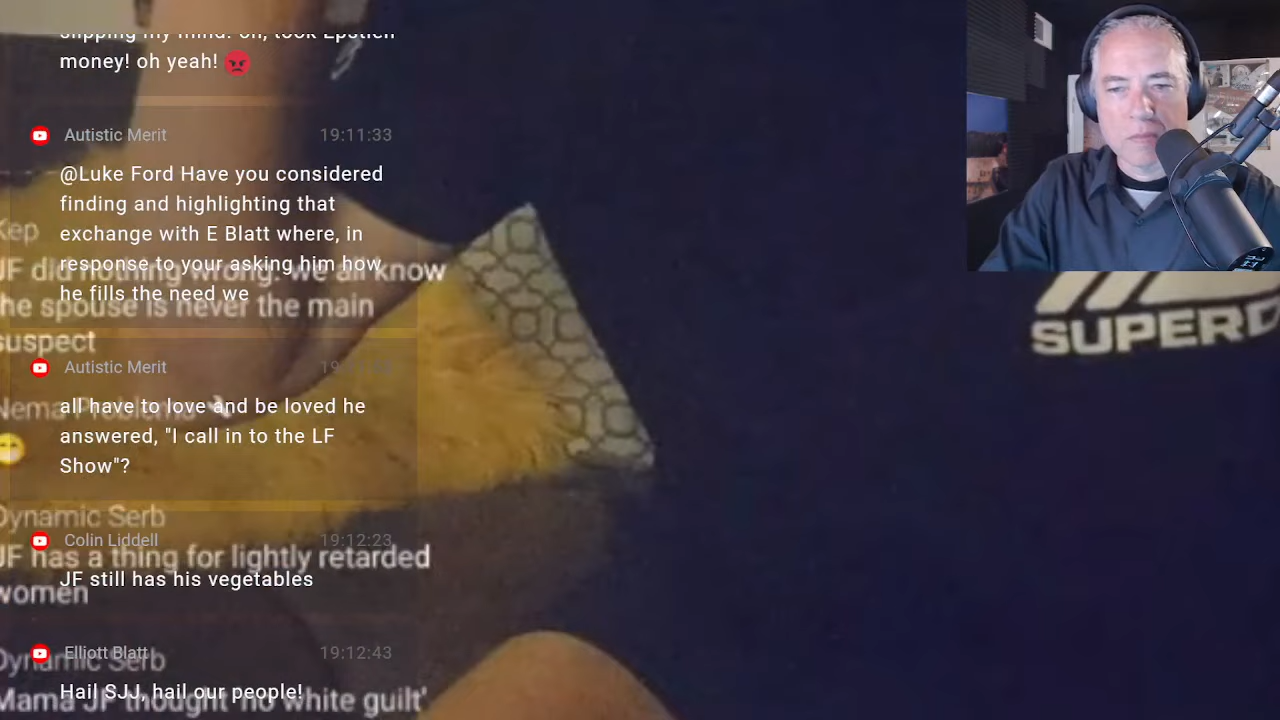 slipping my mind! oh, took Epstien
money! oh yeah!
Autistic Merit 19:11:33
@Luke Ford Have you considered
finding and highlighting that
exchange with E Blatt where, in
response to your asking him how
he fills the need we
Kep
JF did nothing wrong. we all know
the spouse is never the main
suspect
Autistic Merit
all have to love and be loved he
answered, "I call in to the LF
Show"?
Nema Problema
Dynamic Serb
Colin Liddell 19:12:23
JF has a thing for lightly retarded
women
JF still has his vegetables
Elliott Blatt 19:12:43
Dynamic Serb
Hail SJJ, hail our people!
Mama JF thought 'no white guilt'
SUPERD